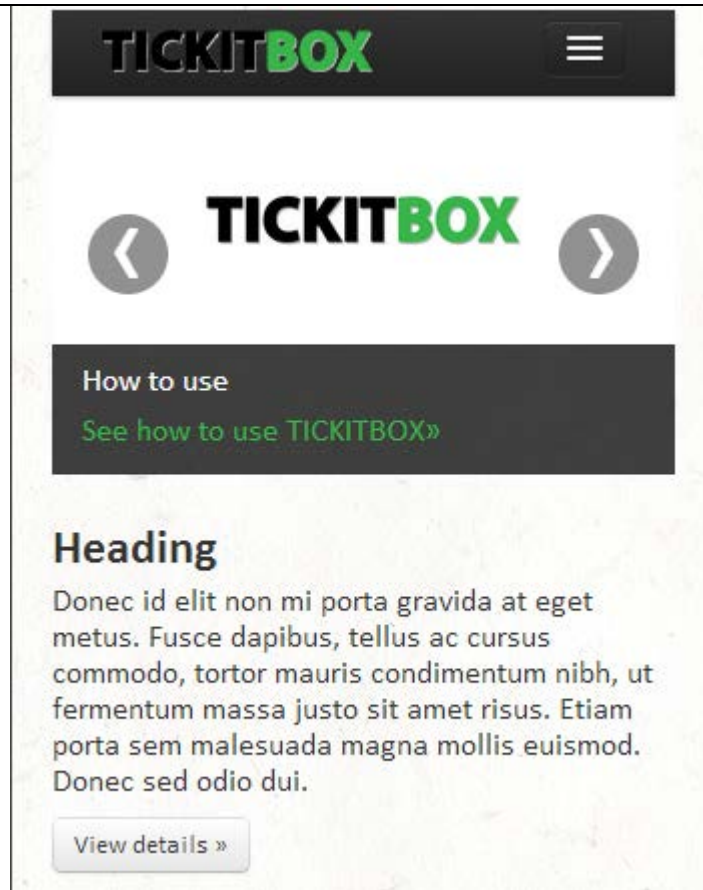 TICKITBOX
TICKITBOX
How to use
See how to use TICKITBOX»
Heading
Donec id elit non mi porta gravida at eget
metus. Fusce dapibus, tellus ac cursus
commodo, tortor mauris condimentum nibh, ut
fermentum massa justo sit amet risus. Etiam
porta sem malesuada magna mollis euismod.
Donec sed odio dui.
View details »